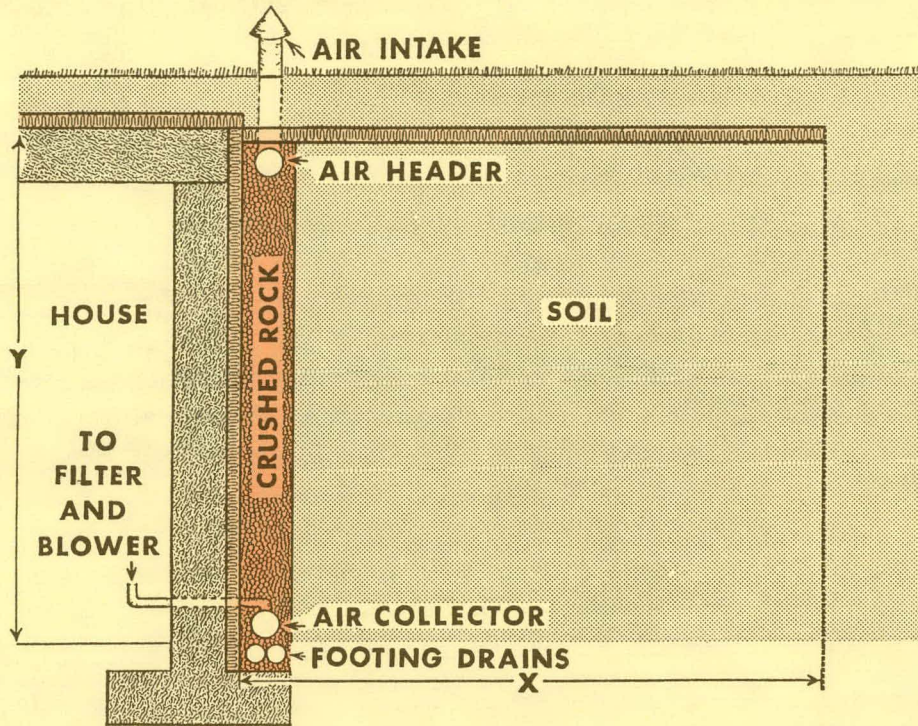 AIR INTAKE
AIR HEADER
CRUSHED ROCK
HOUSE
SOIL
Y
TO
FILTER
AND
BLOWER
AIR COLLECTOR
FOOTING DRAINS
X